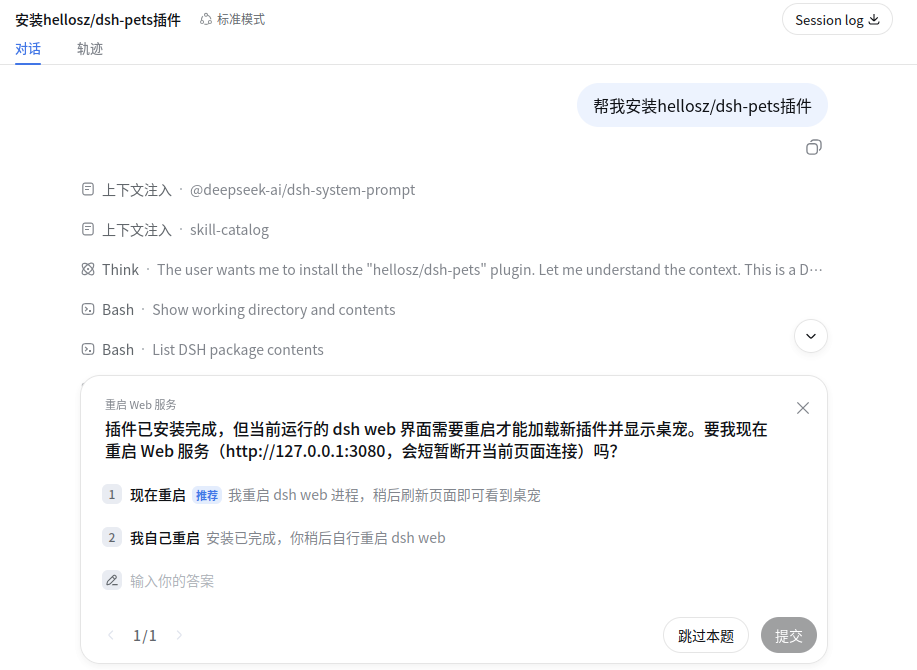 安装hellosz/dsh-pets插件 标准模式 Session log
对话 轨迹
帮我安装hellosz/dsh-pets插件
上下文注入 · @deepseek-ai/dsh-system-prompt
上下文注入 · skill-catalog
Think · The user wants me to install the "hellosz/dsh-pets" plugin. Let me understand the context. This is a D···
Bash · Show working directory and contents
Bash · List DSH package contents
重启 Web 服务
插件已安装完成，但当前运行的 dsh web 界面需要重启才能加载新插件并显示桌宠。要我现在
重启 Web 服务（http://127.0.0.1:3080，会短暂断开当前页面连接）吗？
1 现在重启 推荐 我重启 dsh web 进程，稍后刷新页面即可看到桌宠
2 我自己重启 安装已完成，你稍后自行重启 dsh web
输入你的答案
1/1 跳过本题 提交